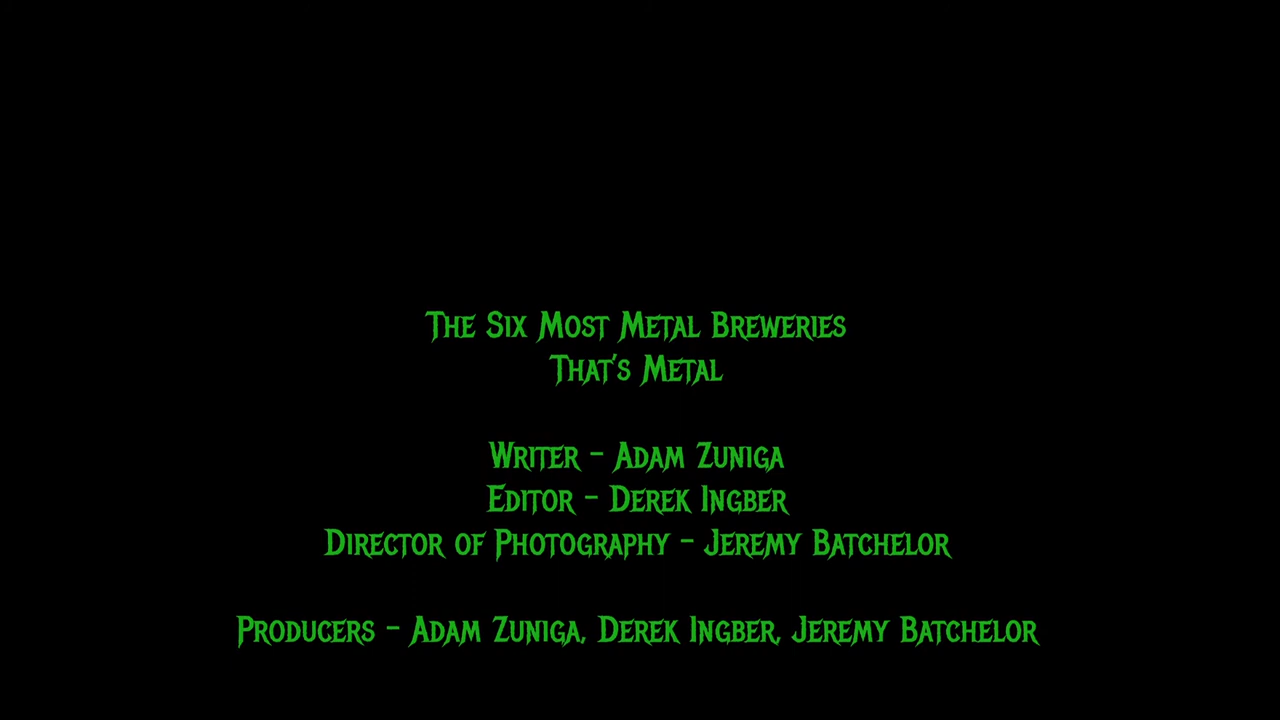 The Six Most Metal Breweries
That's Metal
Writer - Adam Zuniga
Editor - Derek Ingber
Director of Photography - Jeremy Batchelor
Producers - Adam Zuniga, Derek Ingber, Jeremy Batchelor